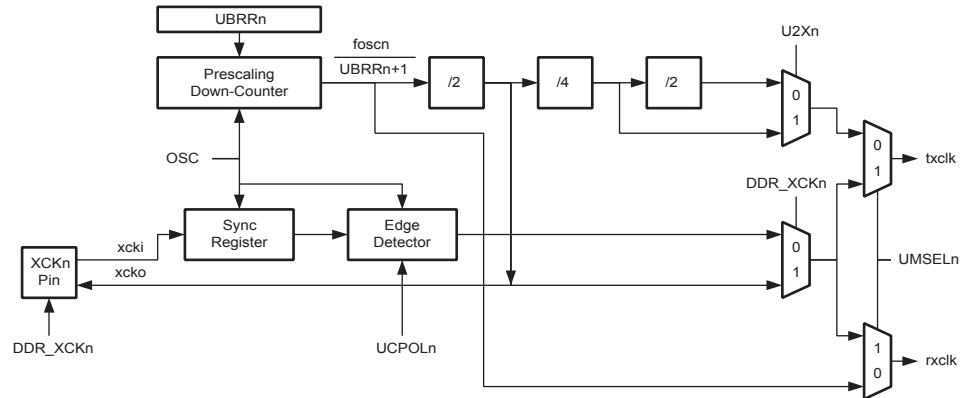 UBRRn
U2Xn
foscn
Prescaling
Down-Counter
UBRRn+1
/2
/4
/2
0
1
OSC
0
1
txclk
DDR_XCKn
Sync
Register
Edge
Detector
xcki
0
1
UMSELn
XCKn
Pin
xcko
DDR_XCKn
UCPOLn
1
0
rxclk